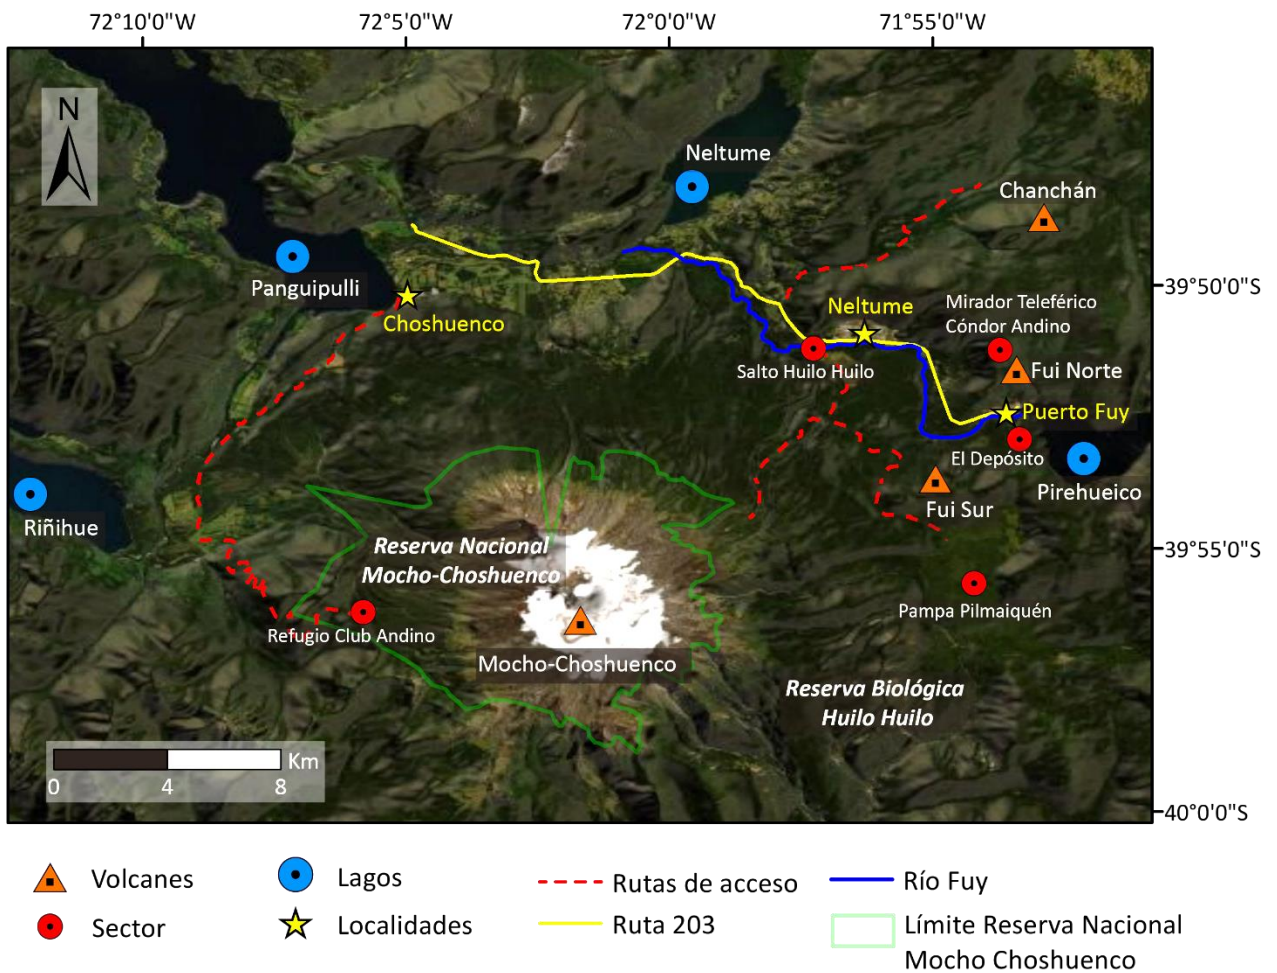 72°10'0"W
72°5'0"W
72°0'0"W
71°55'0"W
N
Neltume
Chanchán
Panguipulli
39°50'0"S
Choshuenco
Neltume
Mirador Teleférico
Cóndor Andino
Salto Huilo Huilo
Fui Norte
Puerto Fuy
El Depósito
Pirehueico
Fui Sur
Riñihue
Reserva Nacional
Mocho-Choshuenco
39°55'0"S
Pampa Pilmaiquén
Refugio Club Andino
Mocho-Choshuenco
Reserva Biológica
Huilo Huilo
Km
0 4 8
40°0'0"S
Volcanes
Lagos
Rutas de acceso
Río Fuy
Sector
Localidades
Ruta 203
Límite Reserva Nacional
Mocho Choshuenco